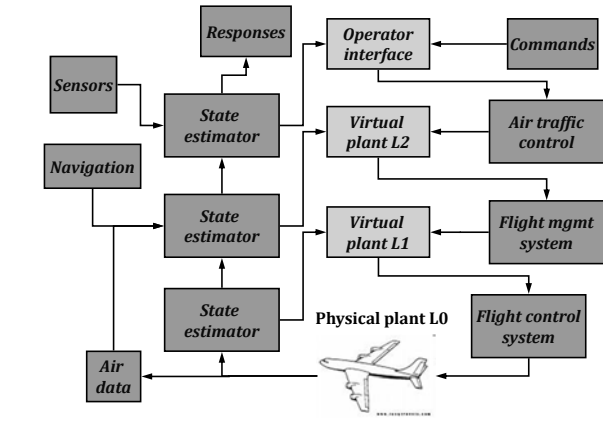 Responses
Operator
interface
Commands
Sensors
State
estimator
Virtual
plant L2
Air traffic
control
Navigation
State
estimator
Virtual
plant L1
Flight mgmt
system
State
estimator
Physical plant L0
Flight control
system
Air
data